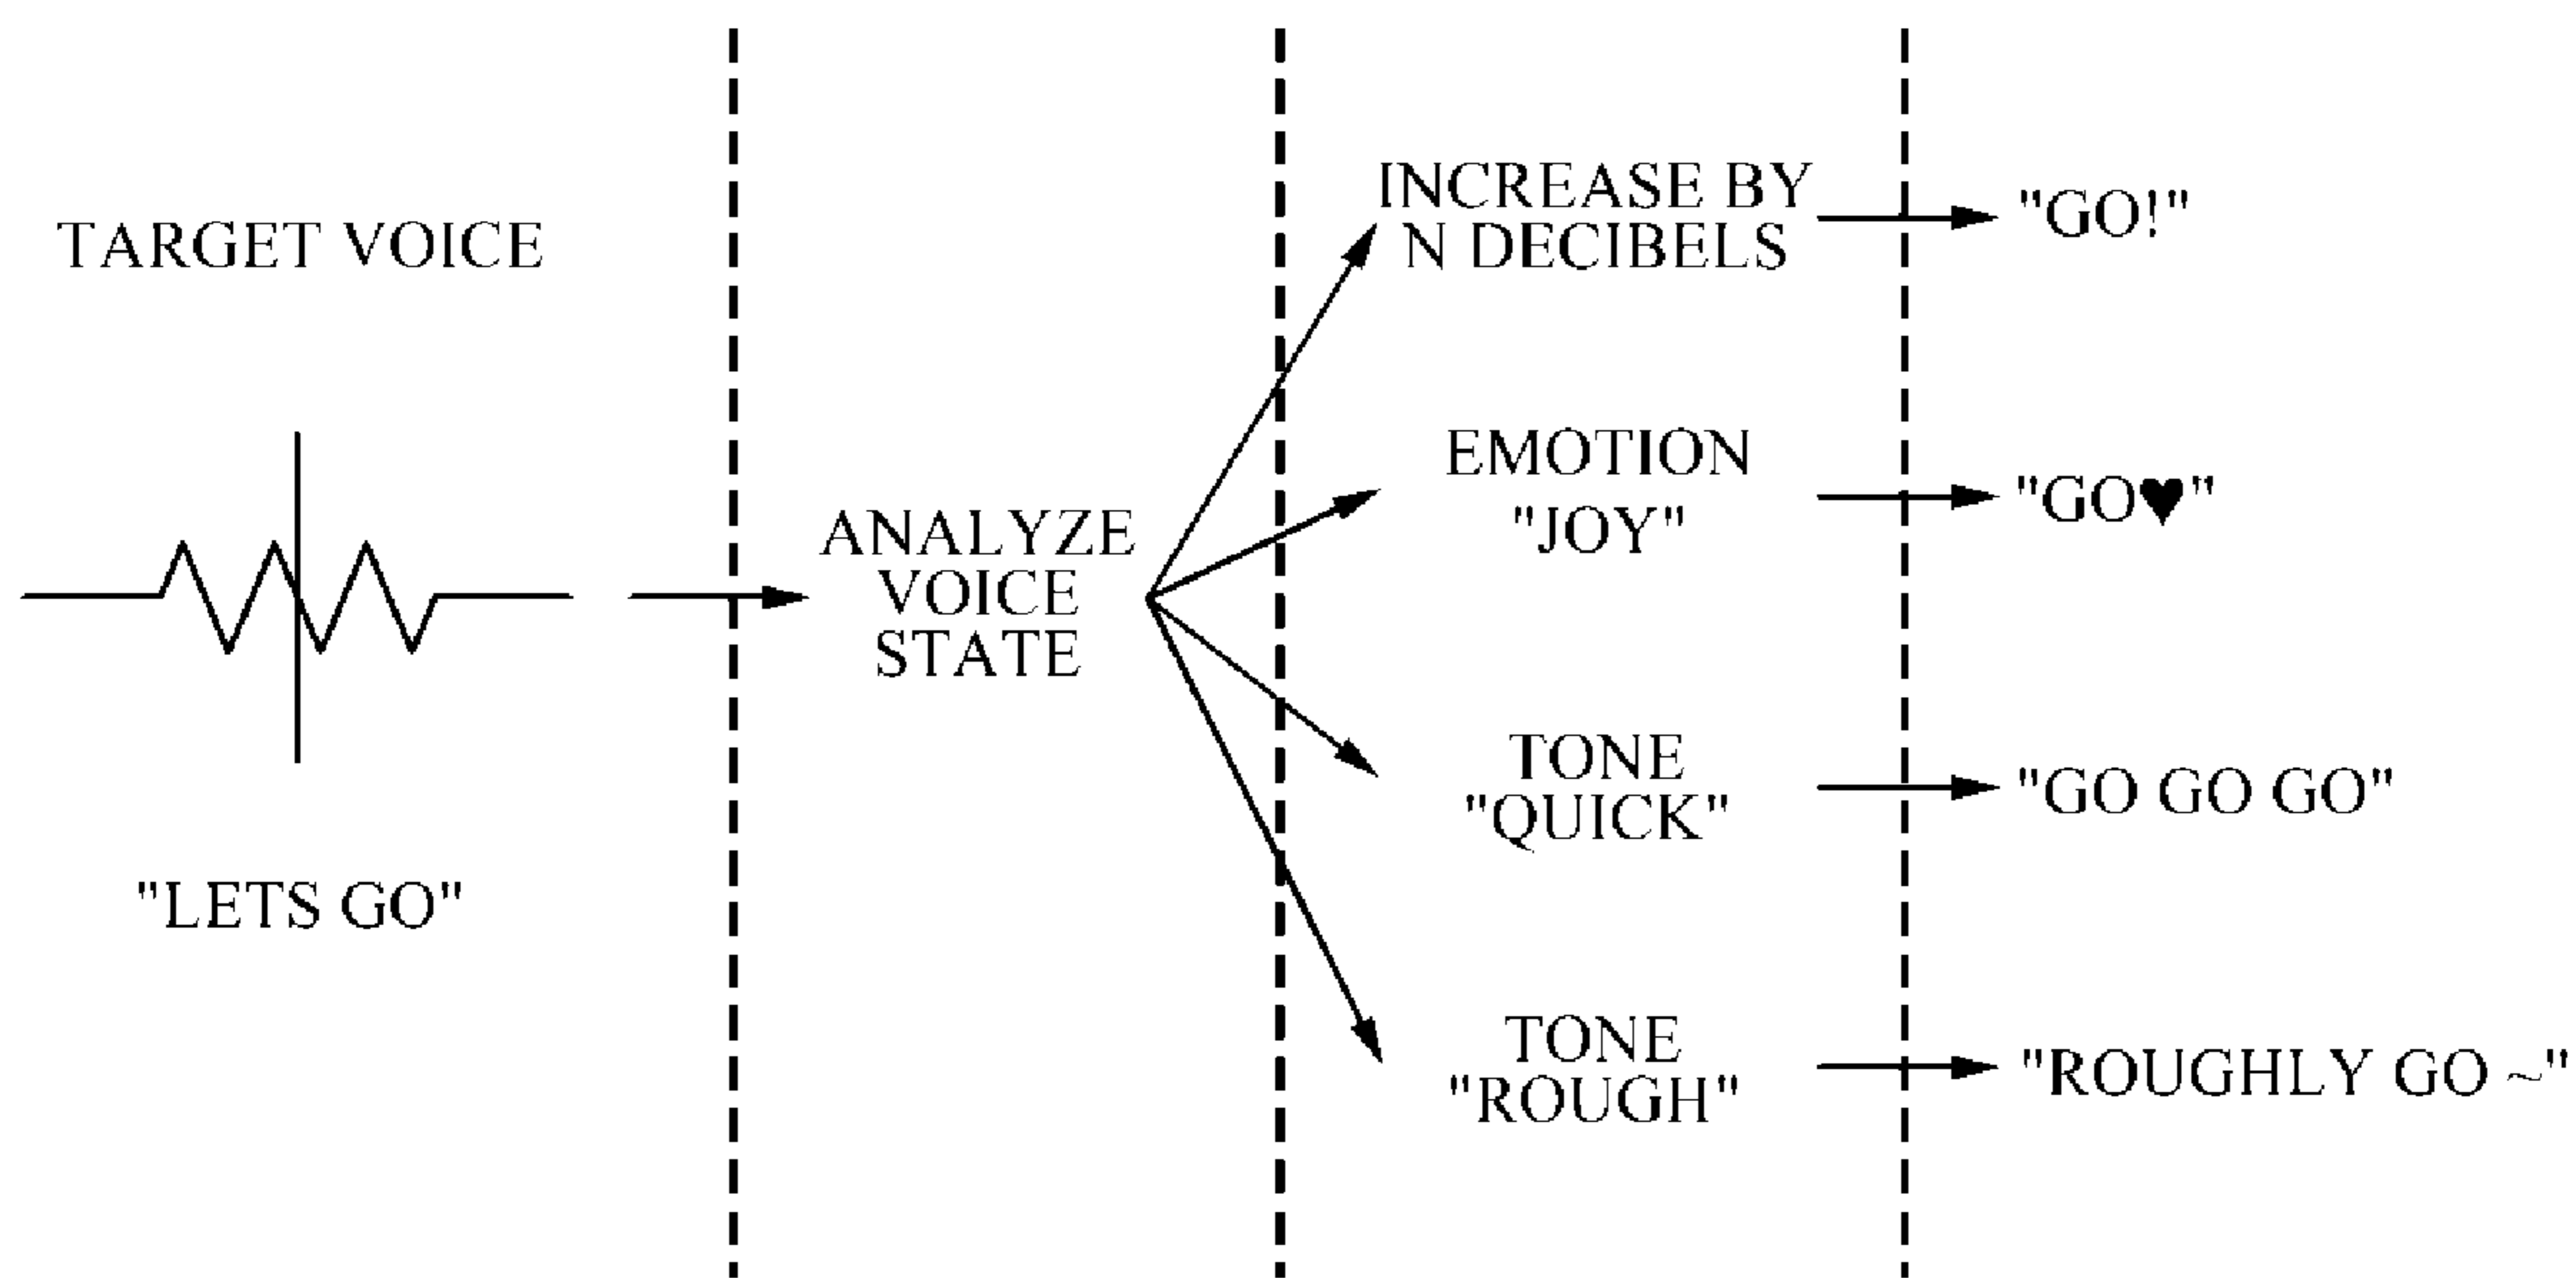 TARGET VOICE
"LETS GO"
ANALYZE
VOICE
STATE
INCREASE BY
N DECIBELS
"GO!"
EMOTION
"JOY"
"GO♥"
TONE
"QUICK"
"GO GO GO"
TONE
"ROUGH"
"ROUGHLY GO ~"